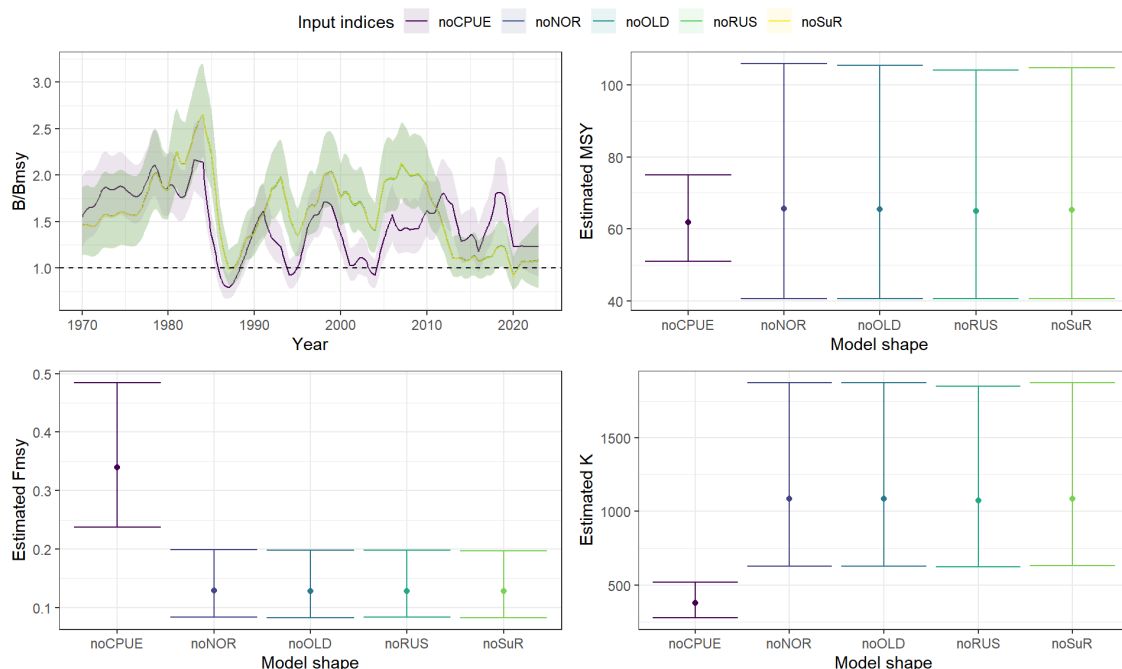 Input indices noCPUE noNOR noOLD noRUS noSuR
B/Bmsy
3.0
2.5
2.0
1.5
1.0
1970 1980 1990 2000 2010 2020
Year
Estimated MSY
100
80
60
40
noCPUE noNOR noOLD noRUS noSuR
Model shape
Estimated Fmsy
0.5
0.4
0.3
0.2
0.1
noCPUE noNOR noOLD noRUS noSuR
Model shape
Estimated K
1500
1000
500
noCPUE noNOR noOLD noRUS noSuR
Model shape